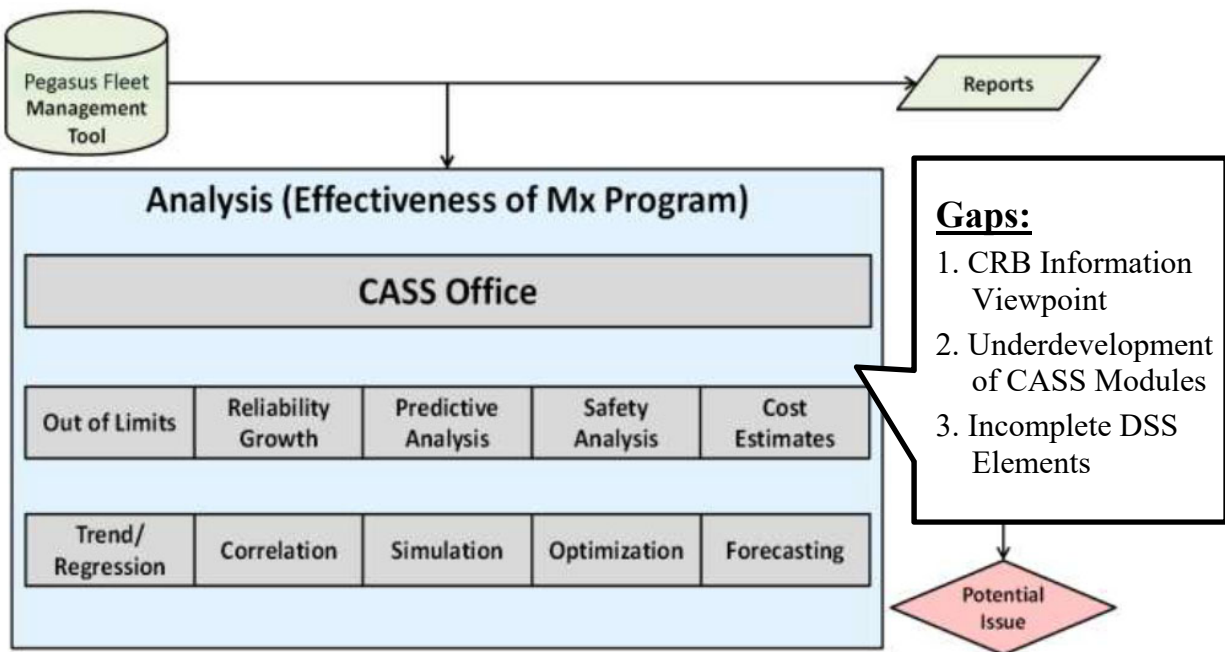 Pegasus Fleet
Management
Tool
Reports
Analysis (Effectiveness of Mx Program)
CASS Office
Out of Limits
Reliability
Growth
Predictive
Analysis
Safety
Analysis
Cost
Estimates
Trend/
Regression
Correlation
Simulation
Optimization
Forecasting
Gaps:
1. CRB Information
Viewpoint
2. Underdevelopment
of CASS Modules
3. Incomplete DSS
Elements
Potential
Issue